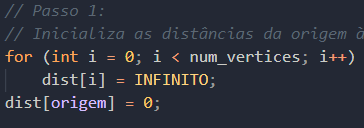 // Passo 1:
// Inicializa as distâncias da origem à
for (int i = 0; i < num_vertices; i++)
dist[i] = INFINITO;
dist[origem] = 0;